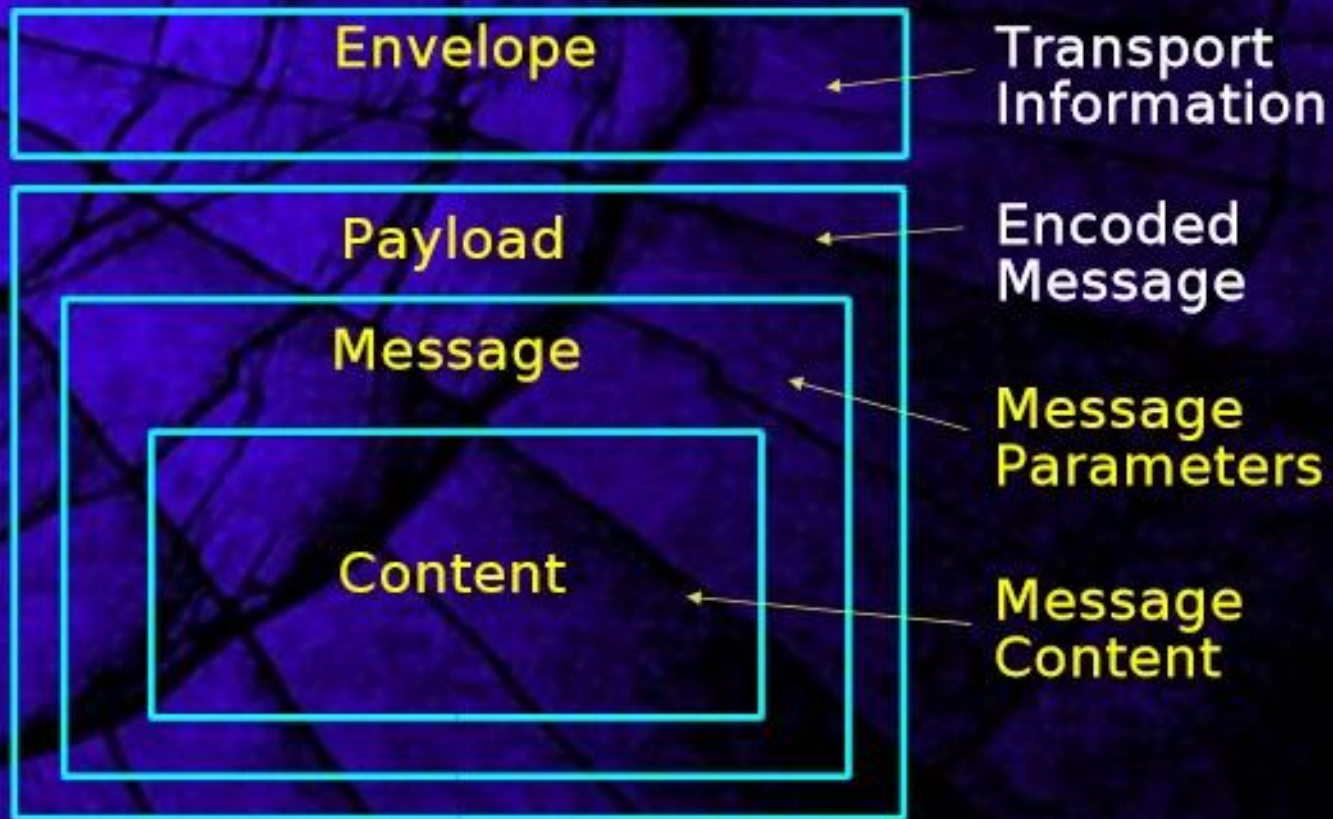 Envelope
Transport
Information
Payload
Encoded
Message
Message
Message
Parameters
Content
Message
Content